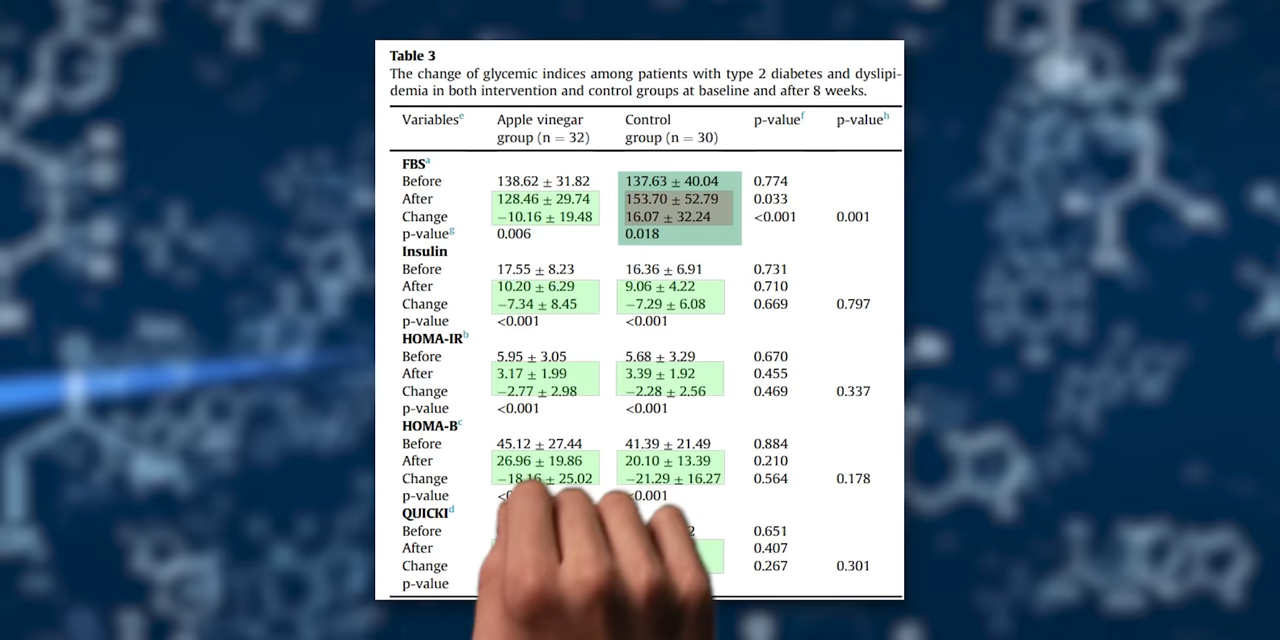 Table 3
The change of glycemic indices among patients with type 2 diabetes and dyslipi-
demia in both intervention and control groups at baseline and after 8 weeks.
Variablesᵉ Apple vinegar group (n = 32) Control group (n = 30) p-valueᶠ p-valueʰ
FBSᵃ
Before 138.62 ± 31.82 137.63 ± 40.04 0.774
After 128.46 ± 29.74 153.70 ± 52.79 0.033
Change −10.16 ± 19.48 16.07 ± 32.24 <0.001 0.001
p-valueᵍ 0.006 0.018
Insulin
Before 17.55 ± 8.23 16.36 ± 6.91 0.731
After 10.20 ± 6.29 9.06 ± 4.22 0.710
Change −7.34 ± 8.45 −7.29 ± 6.08 0.669 0.797
p-value <0.001 <0.001
HOMA-IRᵇ
Before 5.95 ± 3.05 5.68 ± 3.29 0.670
After 3.17 ± 1.99 3.39 ± 1.92 0.455
Change −2.77 ± 2.98 −2.28 ± 2.56 0.469 0.337
p-value <0.001 <0.001
HOMA-Bᶜ
Before 45.12 ± 27.44 41.39 ± 21.49 0.884
After 26.96 ± 19.86 20.10 ± 13.39 0.210
Change −18.16 ± 25.02 −21.29 ± 16.27 0.564 0.178
p-value <0.001
QUICKIᵈ
Before 0.651
After 0.407
Change 0.267 0.301
p-value